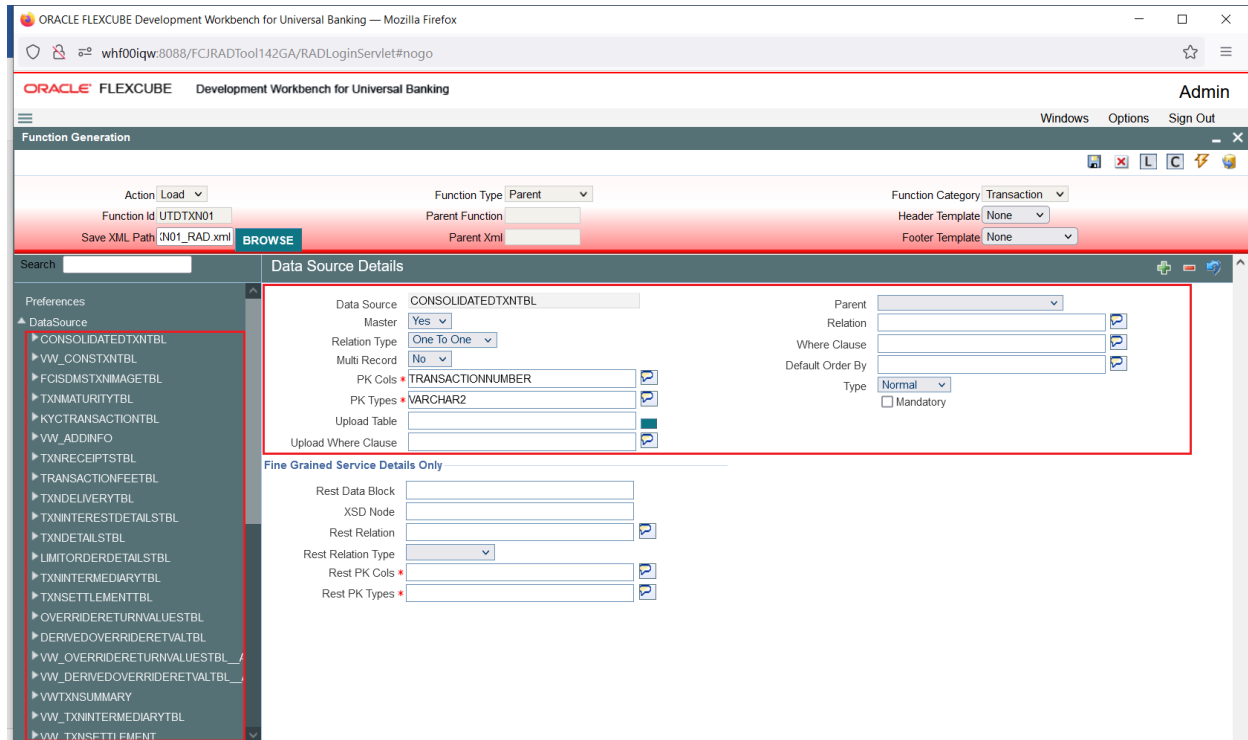 ORACLE FLEXCUBE Development Workbench for Universal Banking — Mozilla Firefox
whf00iqw:8088/FCJRADTool142GA/RADLoginServlet#nogo
ORACLE FLEXCUBE Development Workbench for Universal Banking Admin
Windows Options Sign Out
Function Generation
L C
Action Load Function Type Parent Function Category Transaction
Function Id UTDTXN01 Parent Function Header Template None
Save XML Path N01_RAD.xml BROWSE Parent Xml Footer Template None
Search Data Source Details
Preferences
DataSource
CONSOLIDATEDTXNTBL
VW_CONSTXNTBL
FCISDMSTXNIMAGETBL
TXNMATURITYTBL
KYCTRANSACTIONTBL
VW_ADDINFO
TXNRECEIPTSTBL
TRANSACTIONFEETBL
TXNDELIVERYTBL
TXNINTERESTDETAILSTBL
TXNDETAILSTBL
LIMITORDERDETAILSTBL
TXNINTERMEDIARYTBL
TXNSETTLEMENTTBL
OVERRIDERETURNVALUESTBL
DERIVEDOVERRIDERETVALTBL
VW_OVERRIDERETURNVALUESTBL__A
VW_DERIVEDOVERRIDERETVALTBL__
VWTXNSUMMARY
VW_TXNINTERMEDIARYTBL
VW_TXNSETTLEMENT
Data Source CONSOLIDATEDTXNTBL
Master Yes
Relation Type One To One
Multi Record No
PK Cols * TRANSACTIONNUMBER
PK Types * VARCHAR2
Upload Table
Upload Where Clause
Parent
Relation
Where Clause
Default Order By
Type Normal
Mandatory
Fine Grained Service Details Only
Rest Data Block
XSD Node
Rest Relation
Rest Relation Type
Rest PK Cols *
Rest PK Types *